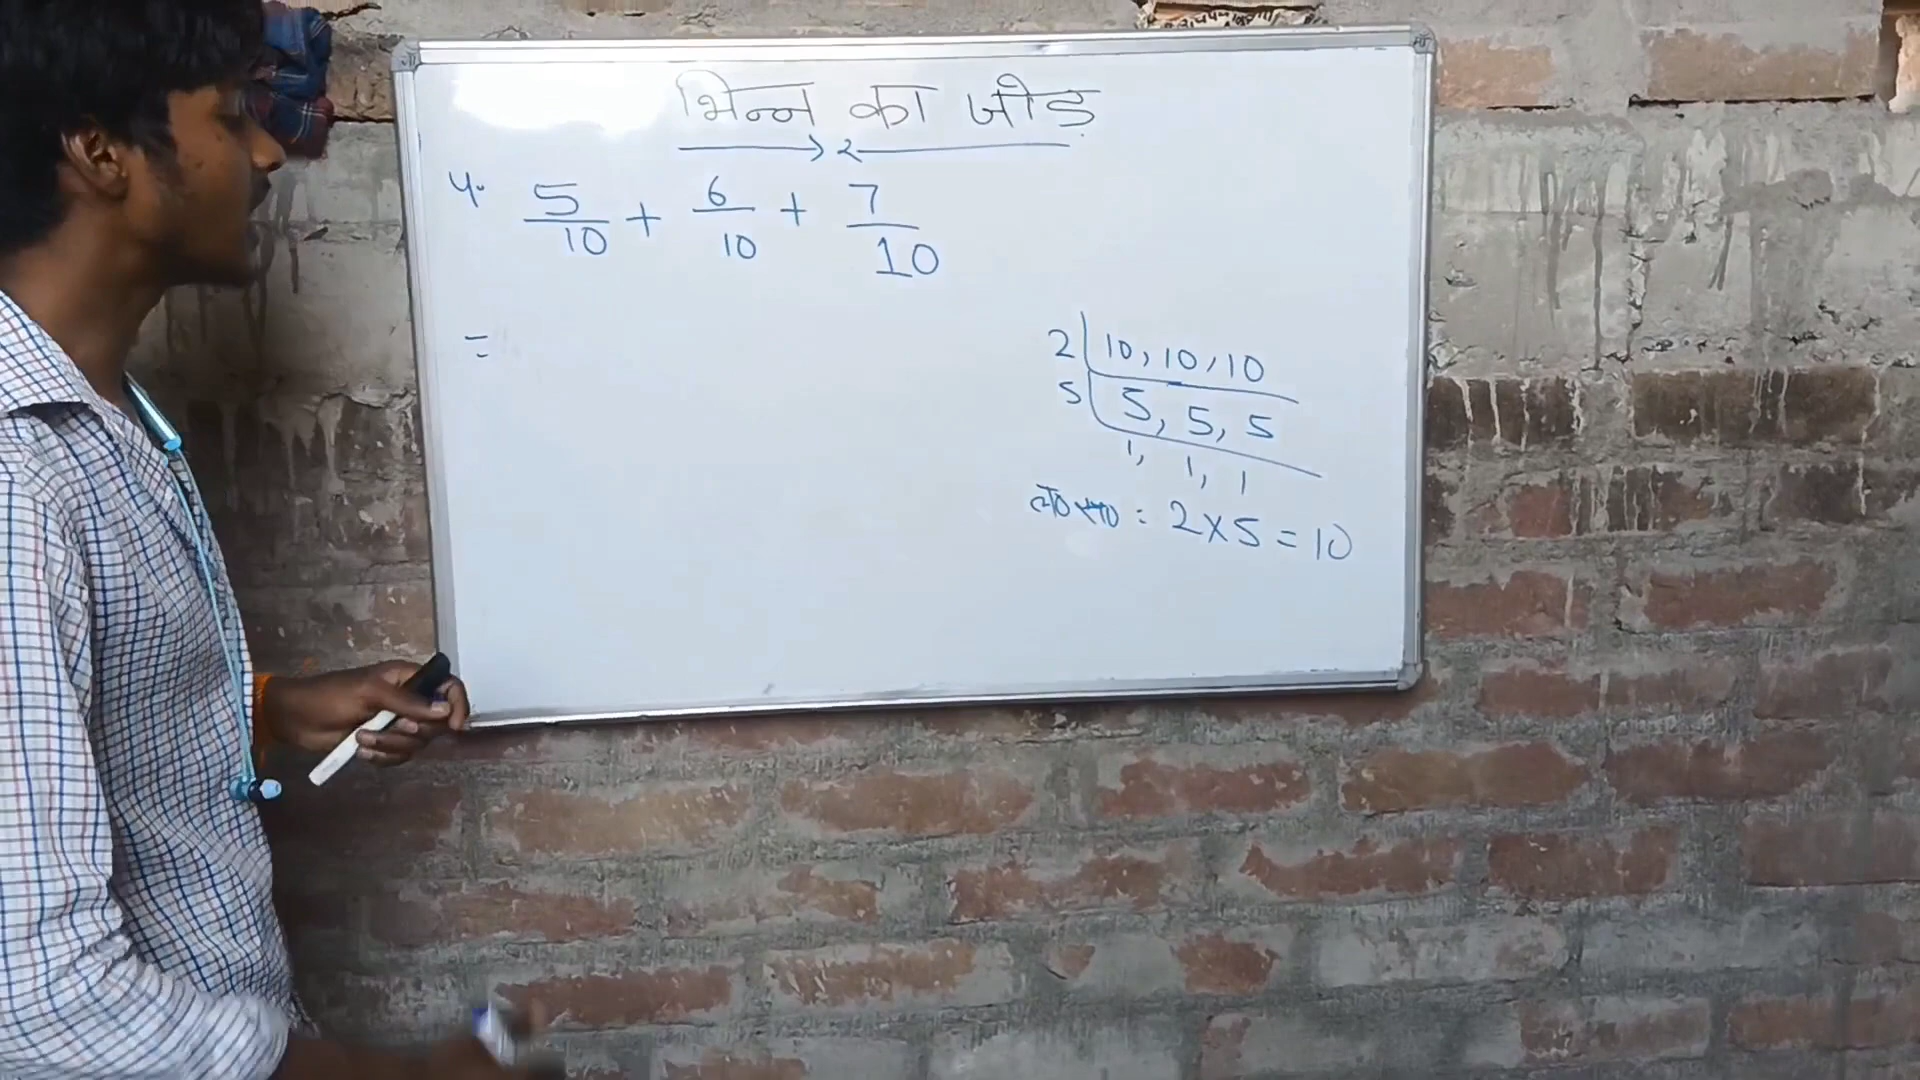 भिन्न का जोड़
4. 5/10 + 6/10 + 7/10
=
2 | 10, 10, 10
5 | 5, 5, 5
1, 1, 1
ल० स० = 2 × 5 = 10